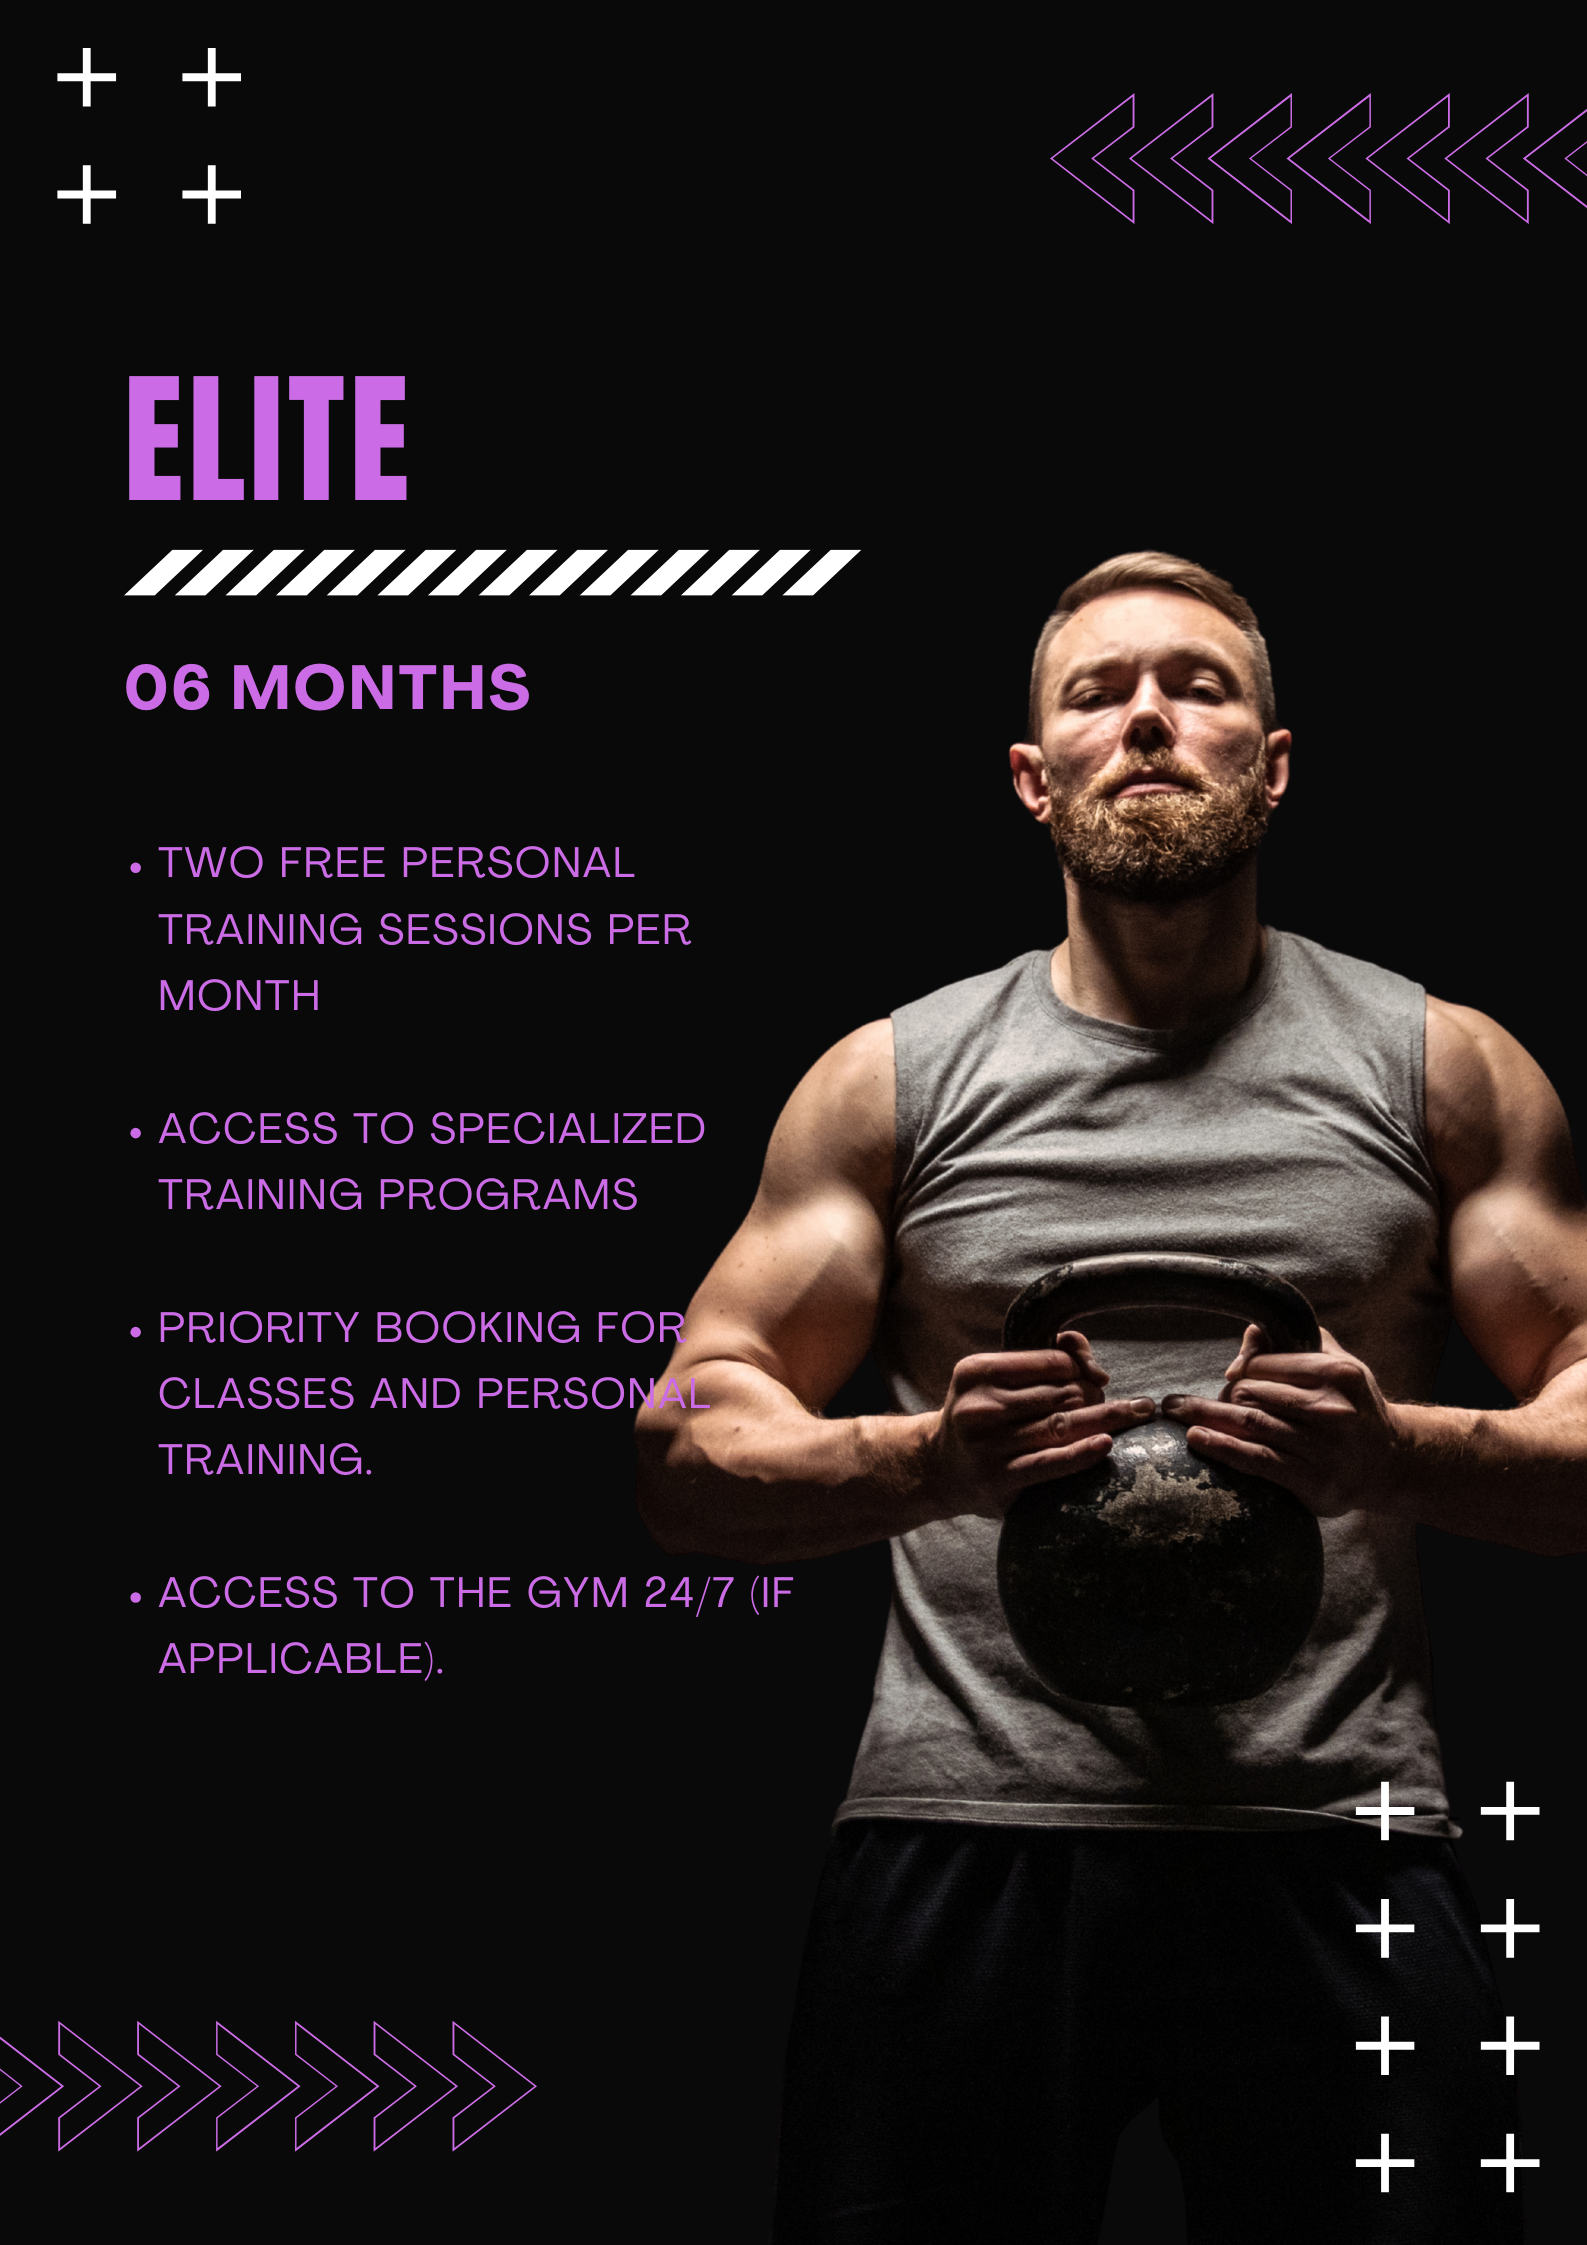 ELITE
06 MONTHS
• TWO FREE PERSONAL
TRAINING SESSIONS PER
MONTH
• ACCESS TO SPECIALIZED
TRAINING PROGRAMS
• PRIORITY BOOKING FOR
CLASSES AND PERSONAL
TRAINING.
• ACCESS TO THE GYM 24/7 (IF
APPLICABLE).